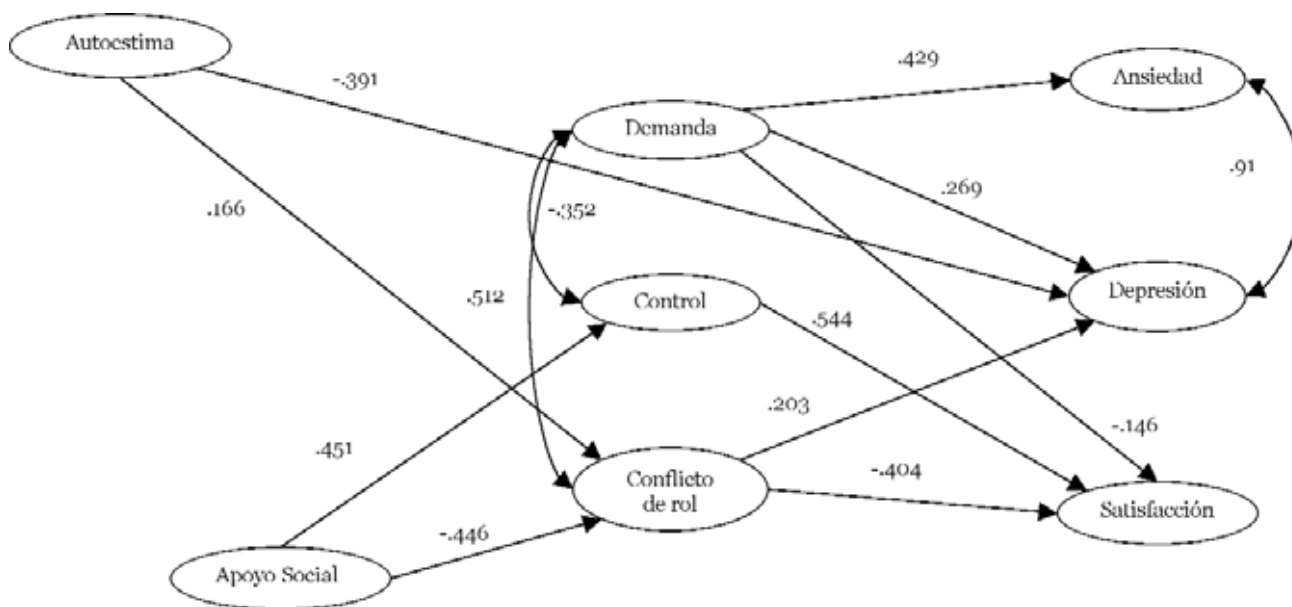 Autoestima
-.391
.429
Ansiedad
Demanda
.91
.269
.166
-.352
.512
Control
Depresión
.544
.451
.203
-.146
Conflicto
de rol
-.404
Satisfacción
-.446
Apoyo Social